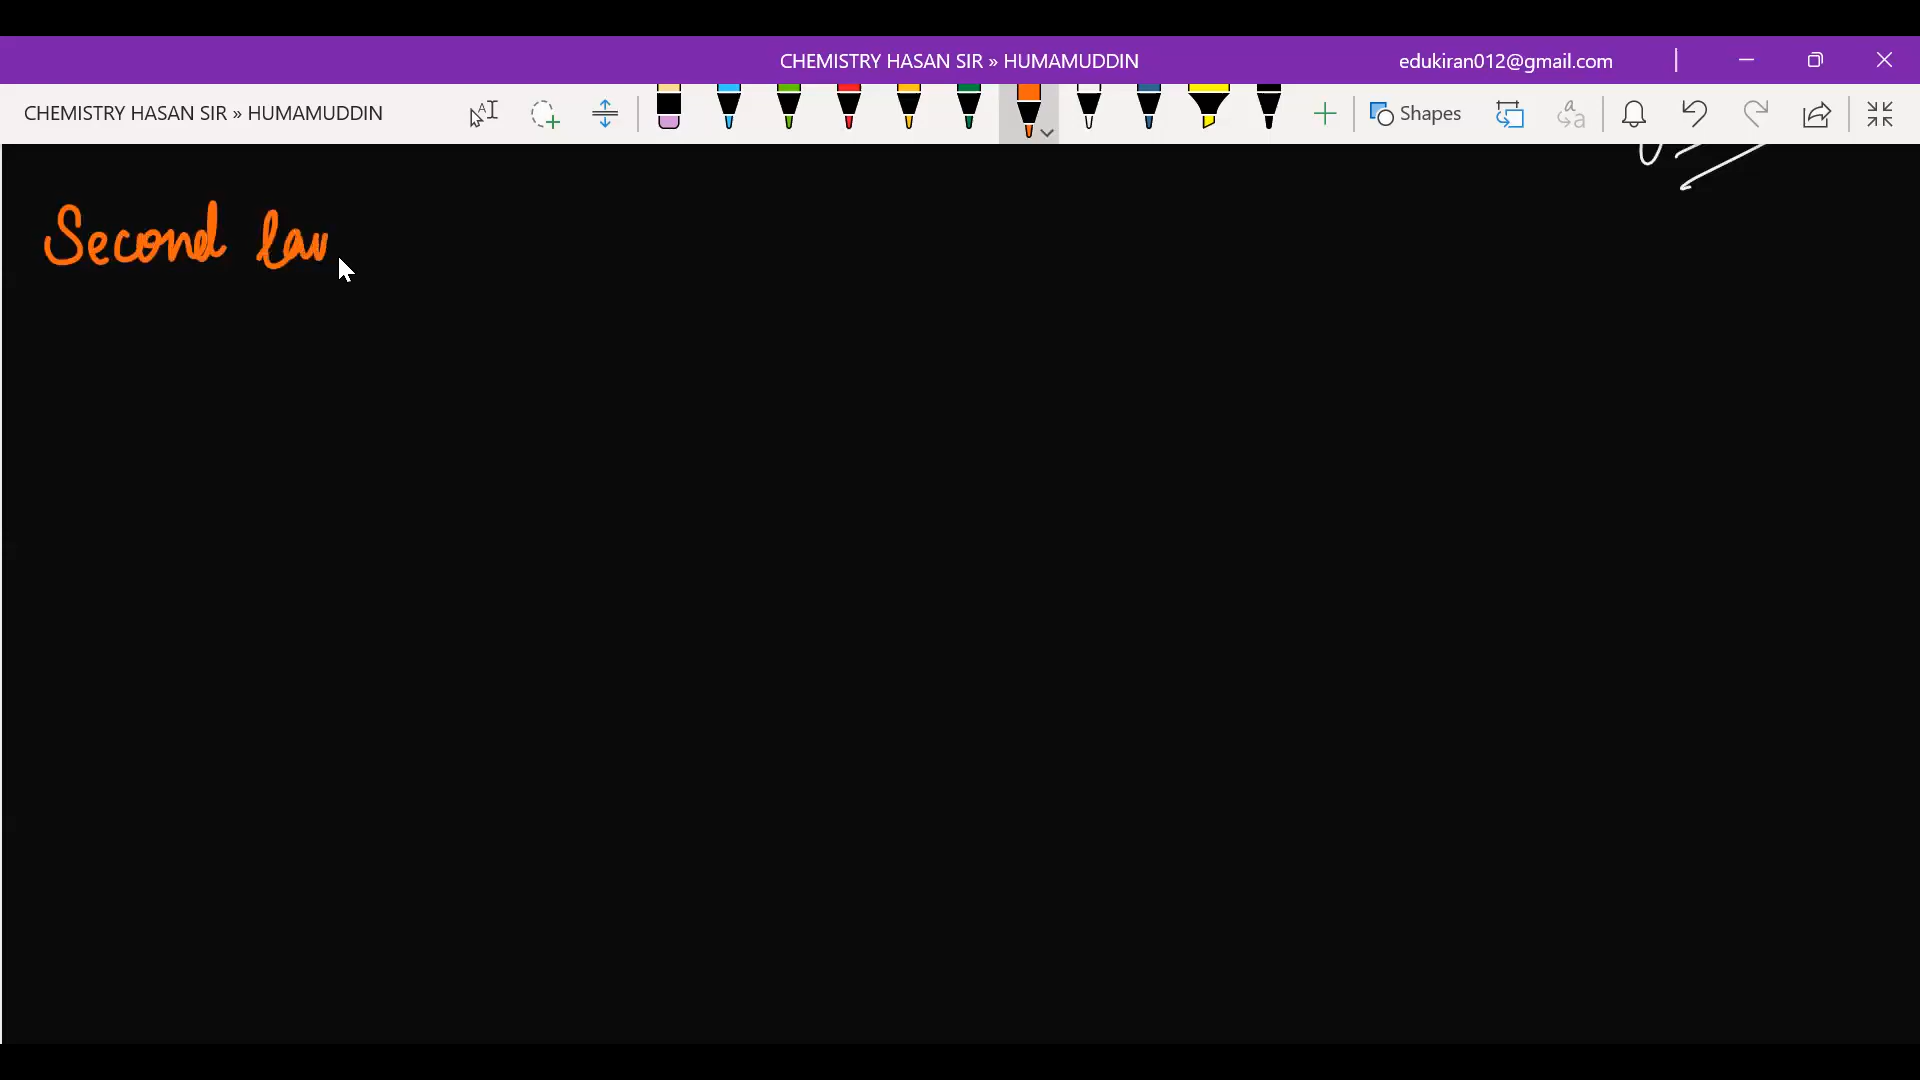 CHEMISTRY HASAN SIR » HUMAMUDDIN
edukiran012@gmail.com
CHEMISTRY HASAN SIR » HUMAMUDDIN
Shapes
Second law